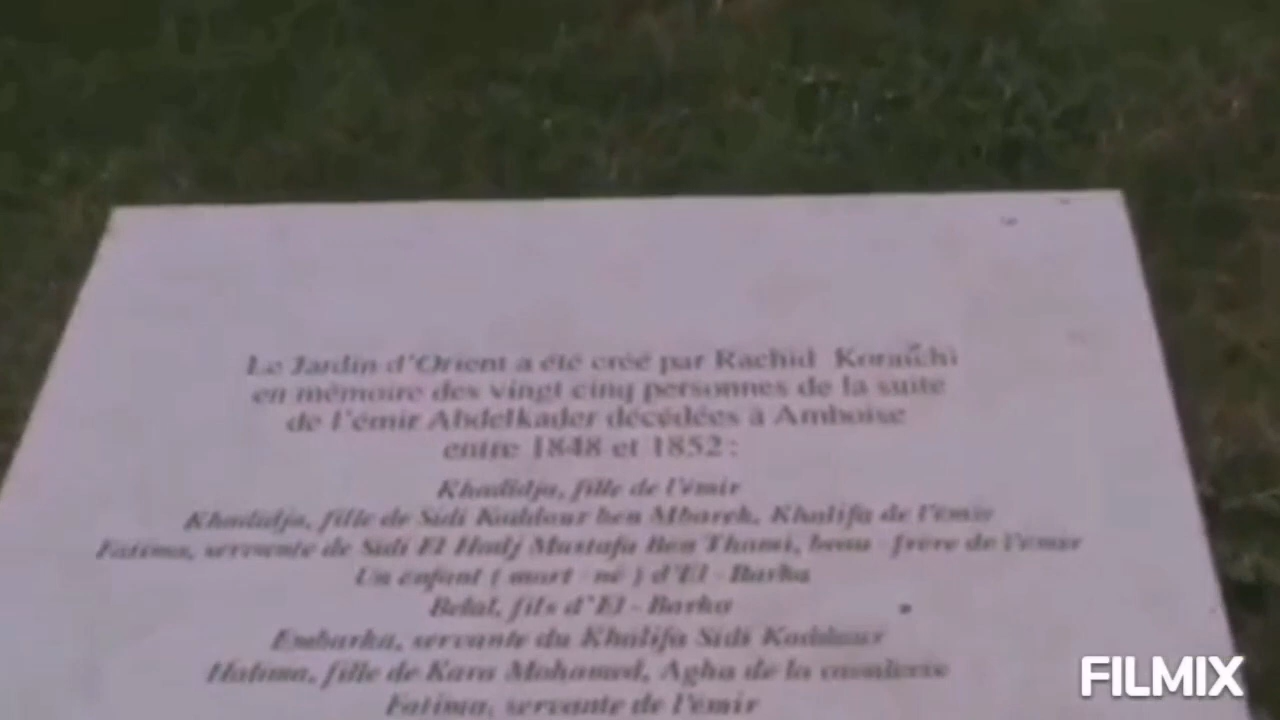 Le Jardin d'Orient a été créé par Rachid Koraïchi
en mémoire des vingt cinq personnes de la suite
de l'émir Abdelkader décédées à Amboise
entre 1848 et 1852 :
Khadidja, fille de l'émir
Khadidja, fille de Sidi Kaddour ben Mbarek, Khalifa de l'émir
Fatima, servante de Sidi El Hadj Mustafa Ben Thami, beau - frère de l'émir
Un enfant ( mort - né ) d'El - Barka
Belal, fils d'El - Barka
Embarka, servante du Khalifa Sidi Kaddour
fille de Kara Mohamed, Agha de la cavalerie
Fatima, servante de l'émir
FILMIX